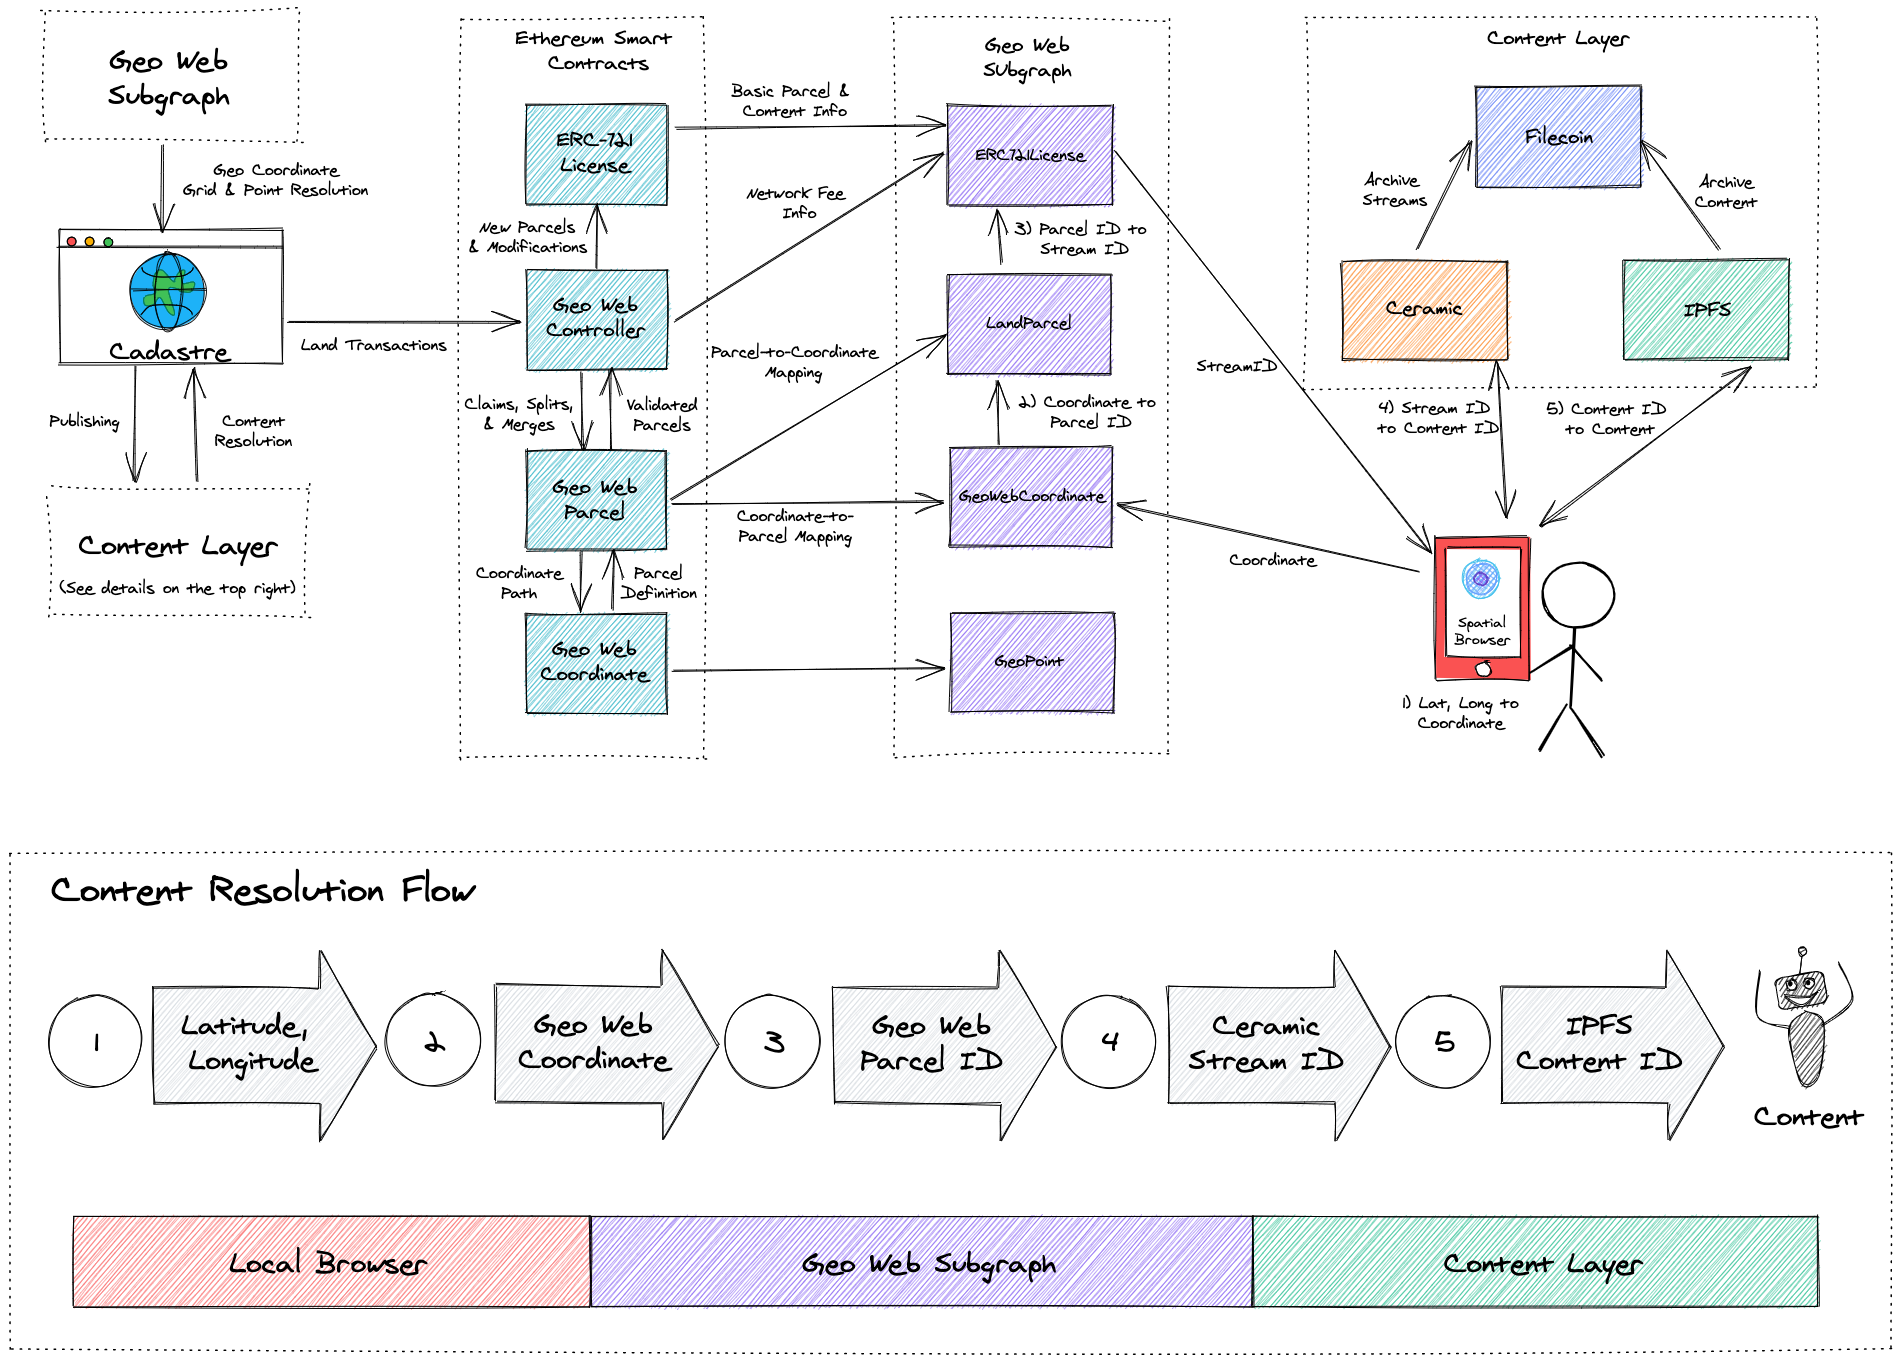 Geo Web
Subgraph
Geo Coordinate
Grid & Point Resolution
Cadastre
Land Transactions
Publishing
Content
Resolution
Content Layer
(See details on the top right)
Ethereum Smart
Contracts
ERC-721
License
New Parcels
& Modifications
Geo Web
Controller
Claims, Splits,
& Merges
Validated
Parcels
Geo Web
Parcel
Coordinate
Path
Parcel
Definition
Geo Web
Coordinate
Basic Parcel &
Content Info
Network Fee
Info
Parcel-to-Coordinate
Mapping
Coordinate-to-
Parcel Mapping
Geo Web
Subgraph
ERC721License
3) Parcel ID to
Stream ID
LandParcel
2) Coordinate to
Parcel ID
GeoWebCoordinate
GeoPoint
StreamID
Coordinate
Content Layer
Filecoin
Archive
Streams
Archive
Content
Ceramic
IPFS
4) Stream ID
to Content ID
5) Content ID
to Content
Spatial
Browser
1) Lat, Long to
Coordinate
Content Resolution Flow
1
Latitude,
Longitude
2
Geo Web
Coordinate
3
Geo Web
Parcel ID
4
Ceramic
Stream ID
5
IPFS
Content ID
Content
Local Browser
Geo Web Subgraph
Content Layer